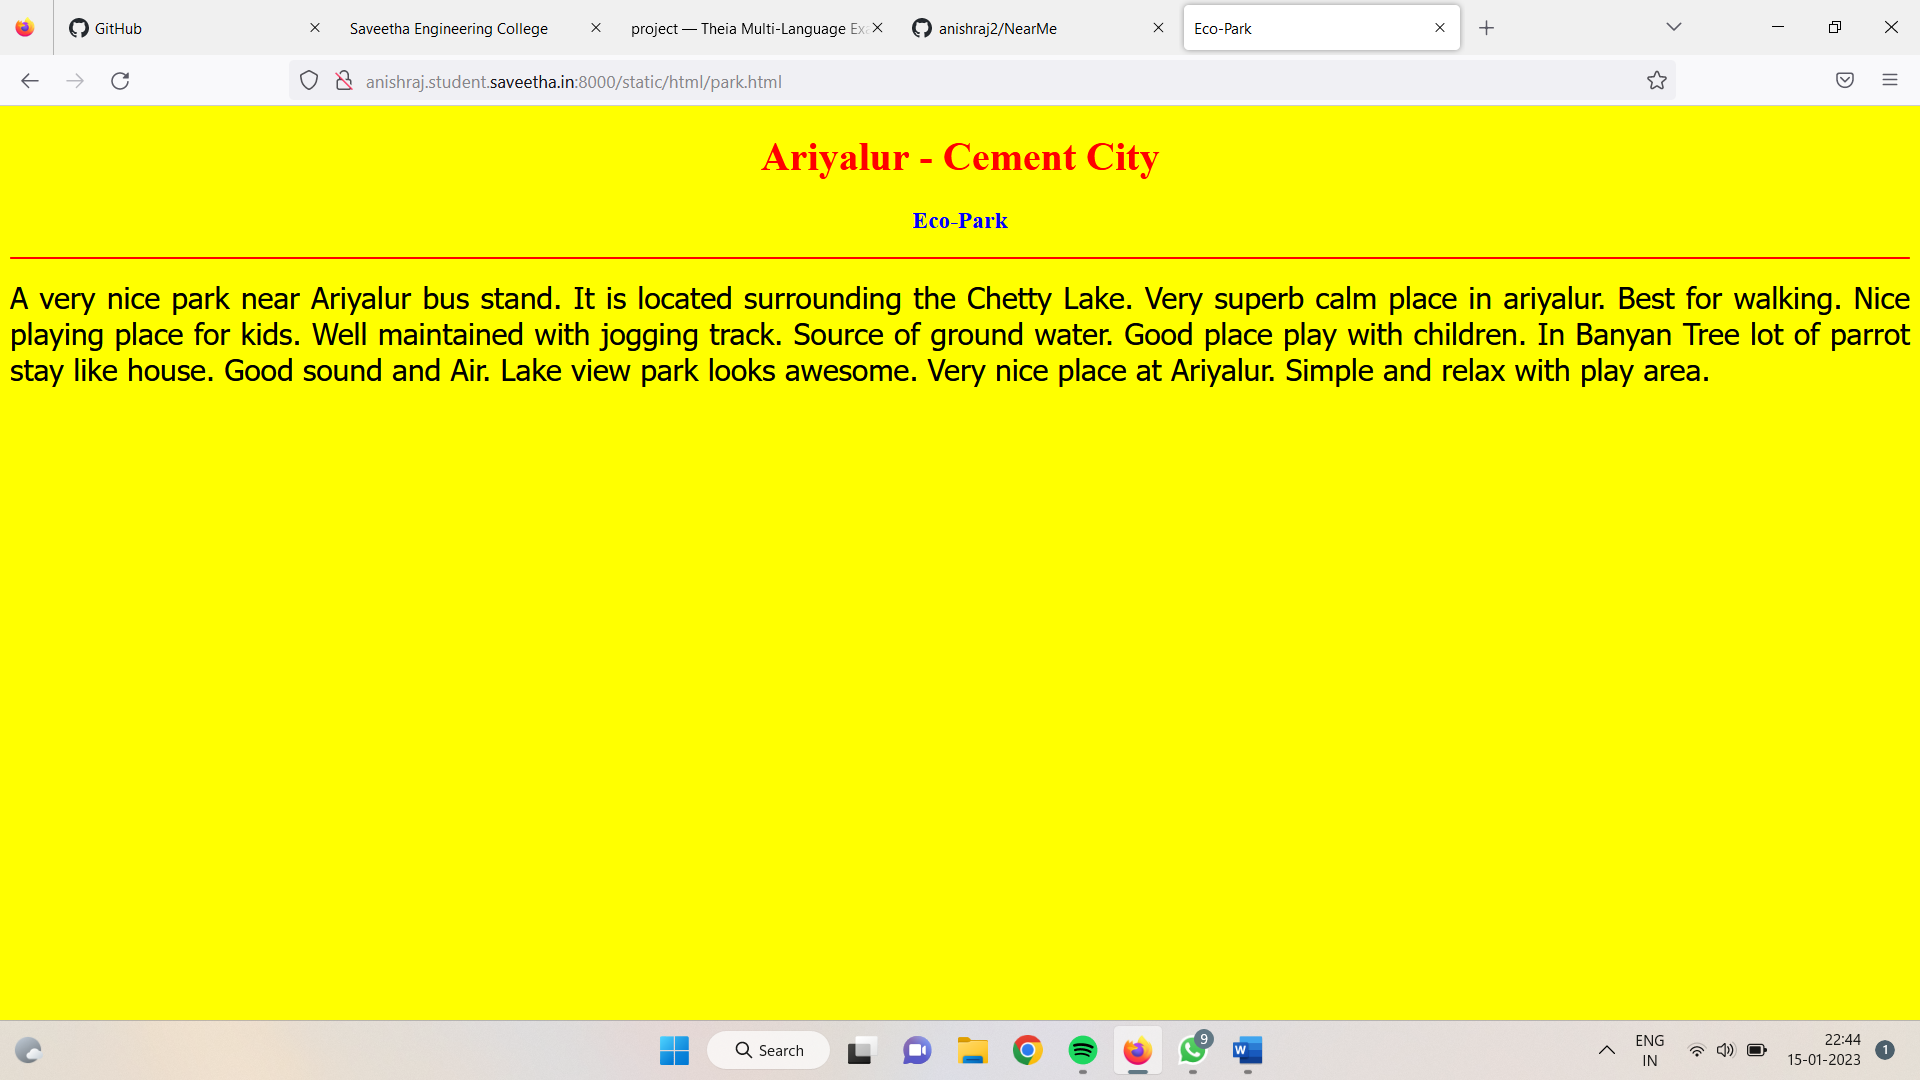 GitHub
Saveetha Engineering College
project — Theia Multi-Language Ex
anishraj2/NearMe
Eco-Park
anishraj.student.saveetha.in:8000/static/html/park.html
Ariyalur - Cement City
Eco-Park
A very nice park near Ariyalur bus stand. It is located surrounding the Chetty Lake. Very superb calm place in ariyalur. Best for walking. Nice
playing place for kids. Well maintained with jogging track. Source of ground water. Good place play with children. In Banyan Tree lot of parrot
stay like house. Good sound and Air. Lake view park looks awesome. Very nice place at Ariyalur. Simple and relax with play area.
Search
W
9
ENG
IN
22:44
15-01-2023
1